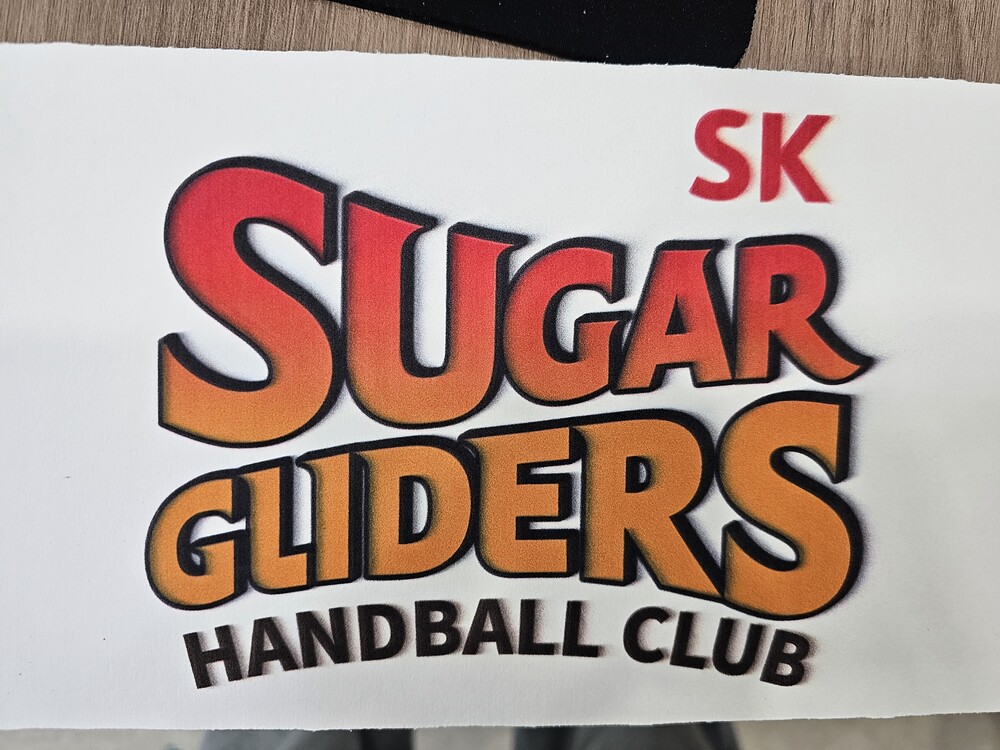 SK
SUGAR
GLIDERS
HANDBALL CLUB